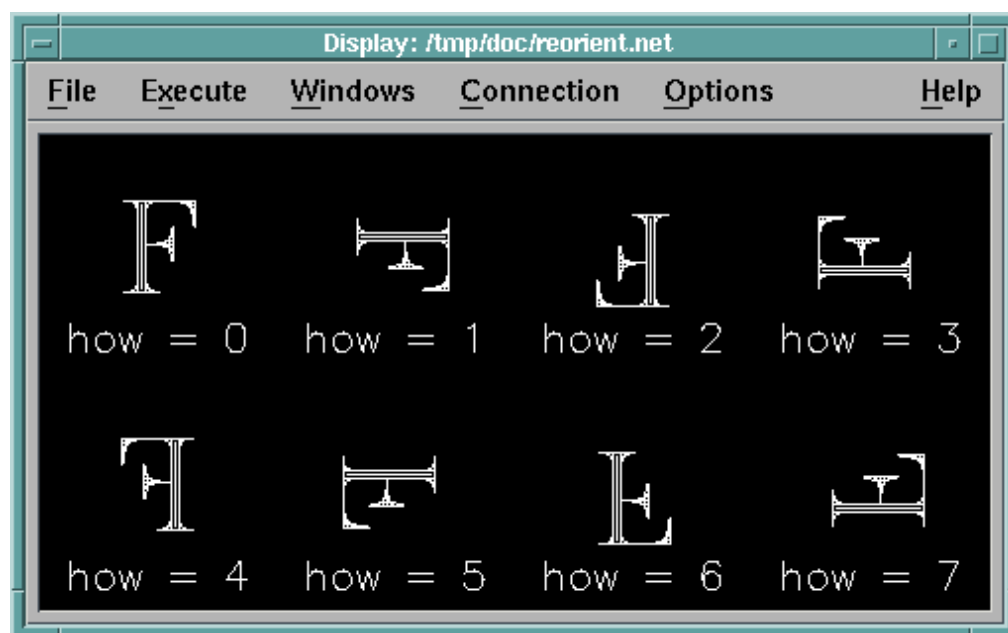 Display: /tmp/doc/reorient.net
File Execute Windows Connection Options Help
F F F F
how = 0 how = 1 how = 2 how = 3
F F F F
how = 4 how = 5 how = 6 how = 7